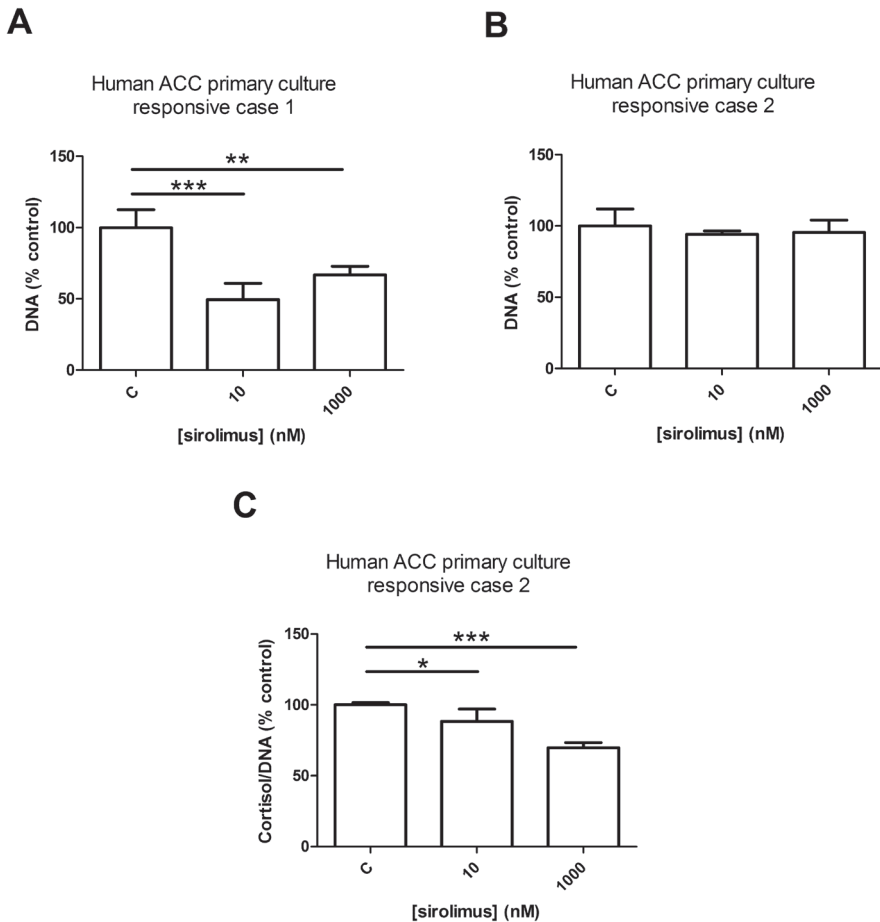 A
Human ACC primary culture
responsive case 1
DNA (% control)
150
100
50
0
**
***
C
10
1000
[sirolimus] (nM)
B
Human ACC primary culture
responsive case 2
DNA (% control)
150
100
50
0
C
10
1000
[sirolimus] (nM)
C
Human ACC primary culture
responsive case 2
Cortisol/DNA (% control)
150
100
50
0
***
*
C
10
1000
[sirolimus] (nM)